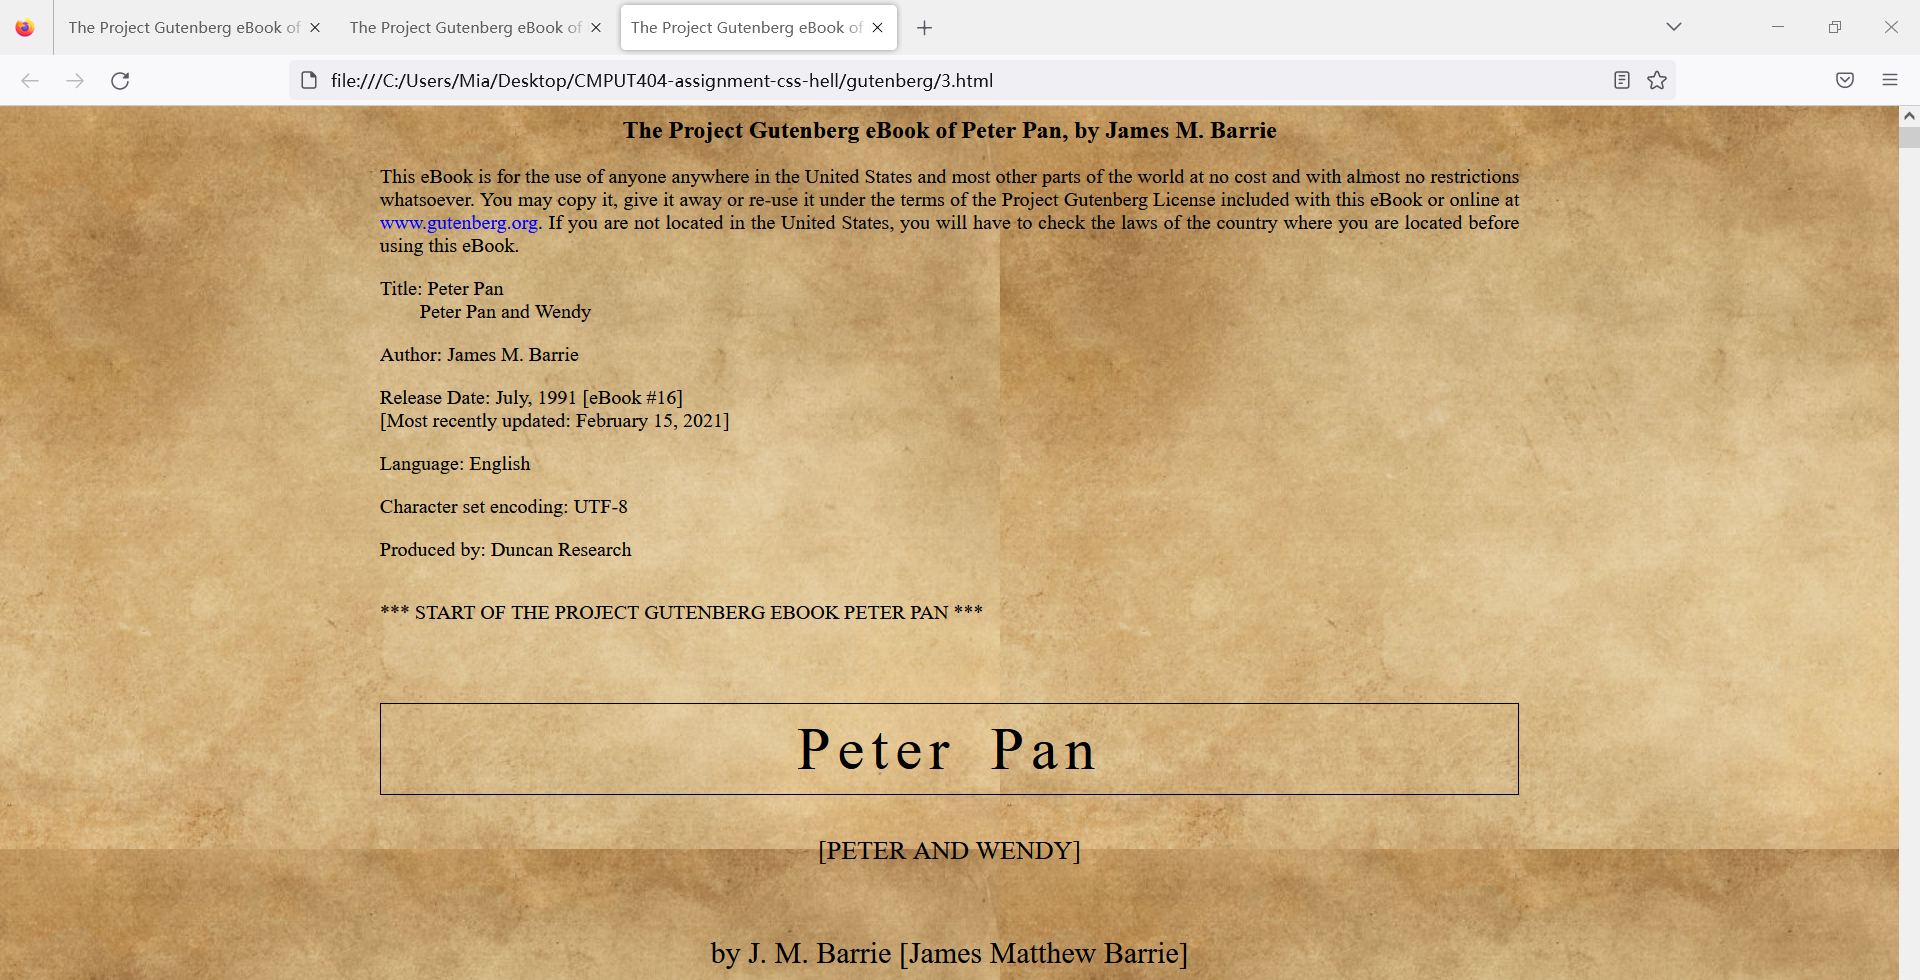 The Project Gutenberg eBook of
The Project Gutenberg eBook of
The Project Gutenberg eBook of
file:///C:/Users/Mia/Desktop/CMPUT404-assignment-css-hell/gutenberg/3.html
The Project Gutenberg eBook of Peter Pan, by James M. Barrie
This eBook is for the use of anyone anywhere in the United States and most other parts of the world at no cost and with almost no restrictions
whatsoever. You may copy it, give it away or re-use it under the terms of the Project Gutenberg License included with this eBook or online at
www.gutenberg.org. If you are not located in the United States, you will have to check the laws of the country where you are located before
using this eBook.
Title: Peter Pan
Peter Pan and Wendy
Author: James M. Barrie
Release Date: July, 1991 [eBook #16]
[Most recently updated: February 15, 2021]
Language: English
Character set encoding: UTF-8
Produced by: Duncan Research
*** START OF THE PROJECT GUTENBERG EBOOK PETER PAN ***
Peter Pan
[PETER AND WENDY]
by J. M. Barrie [James Matthew Barrie]